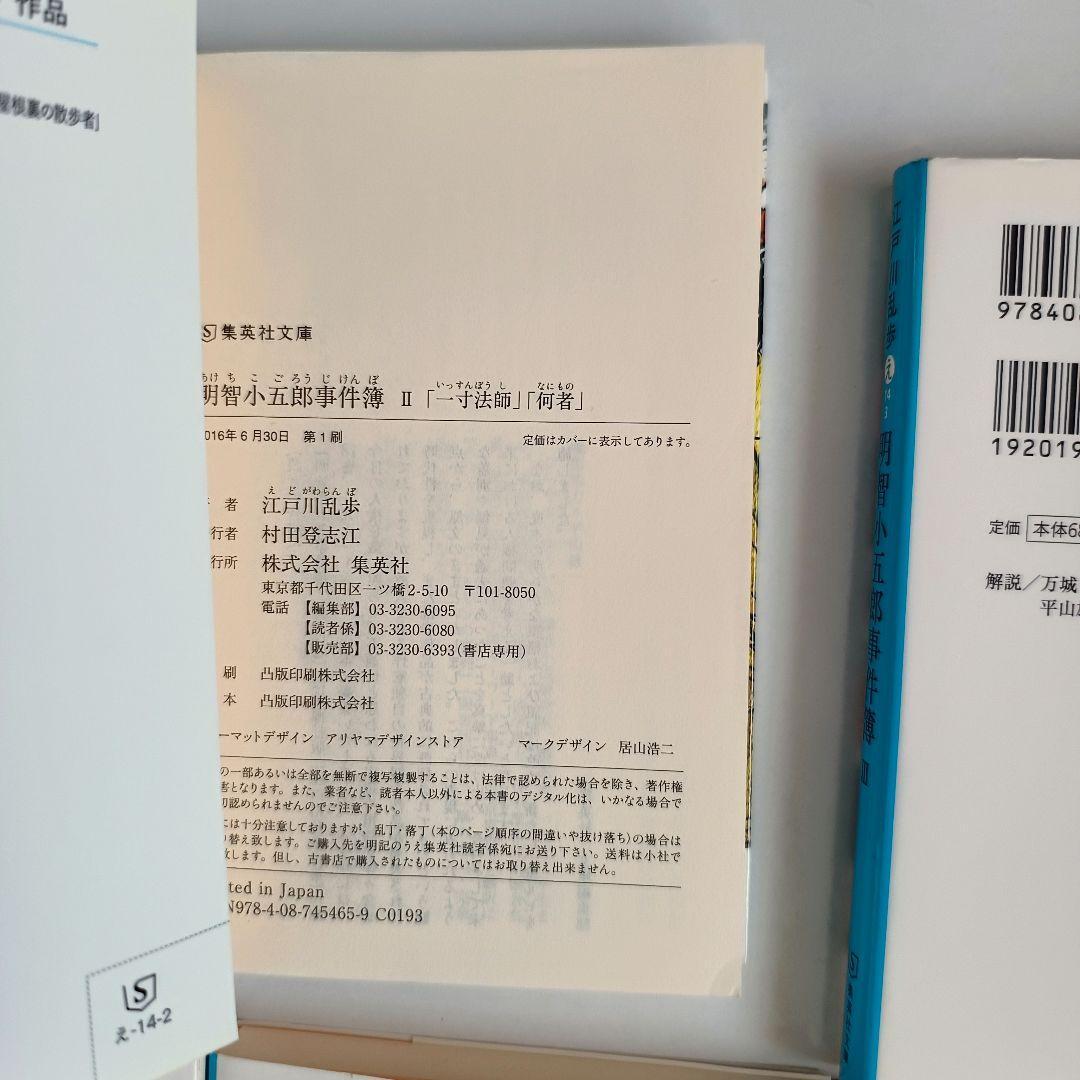 作品
屋根裏の散歩者」
S
え-14-2
集英社文庫
あけ ち こ ご ろう じ けん ぼ いっすんぼう し なにもの
明智小五郎事件簿 Ⅱ 「一寸法師」「何者」
016年6月30日 第1刷 定価はカバーに表示してあります。
え ど がわらん ぽ
者 江戸川乱歩
行者 村田登志江
行所 株式会社 集英社
東京都千代田区一ツ橋2-5-10 〒101-8050
電話 【編集部】03-3230-6095
【読者係】03-3230-6080
【販売部】03-3230-6393(書店専用)
刷 凸版印刷株式会社
本 凸版印刷株式会社
ーマットデザイン アリヤマデザインストア マークデザイン 居山浩二
の一部あるいは全部を無断で複写複製することは、法律で認められた場合を除き、著作権
害となります。また、業者など、読者本人以外による本書のデジタル化は、いかなる場合で
切認められませんのでご注意下さい。
には十分注意しておりますが、乱丁・落丁(本のページ順序の間違いや抜け落ち)の場合は
り替え致します。ご購入先を明記のうえ集英社読者係宛にお送り下さい。送料は小社で
致します。但し、古書店で購入されたものについてはお取り替え出来ません。
ted in Japan
N978-4-08-745465-9 C0193
江戸川乱歩 え 14 3 明智小五郎事件簿 Ⅲ
S 集英社文庫
97840
192019
定価 本体68
解説／万城
平山雄